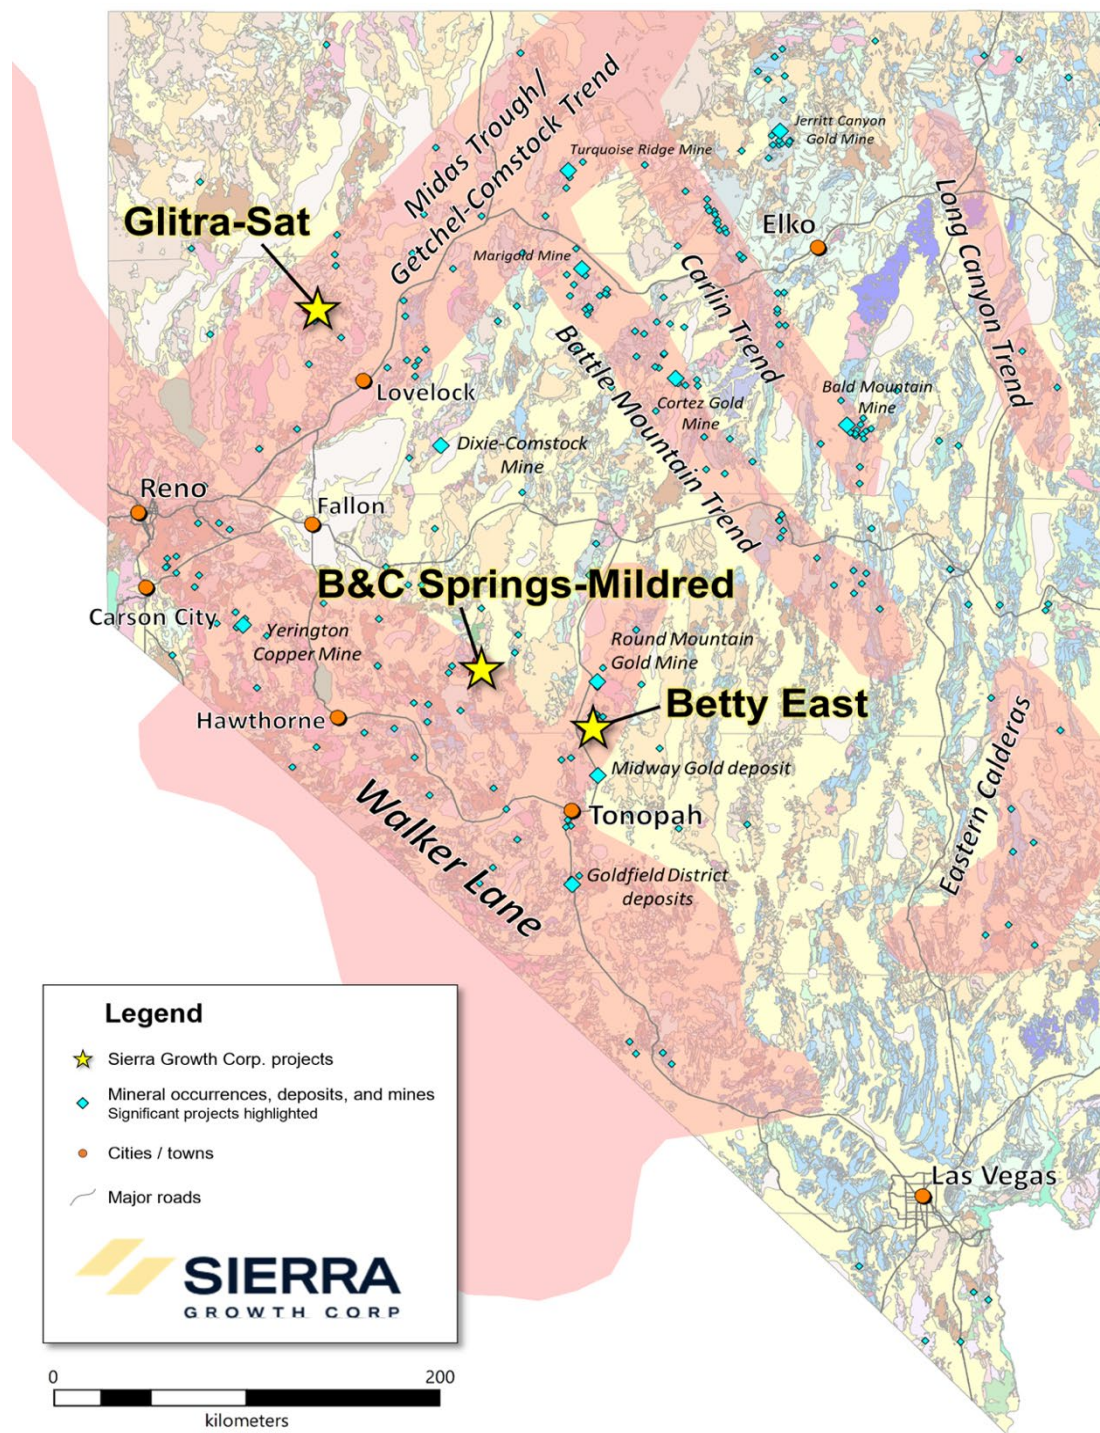 Midas Trough/
Getchel-Comstock Trend
Jerritt Canyon
Gold Mine
Turquoise Ridge Mine
Glitra-Sat
Elko
Long Canyon Trend
Marigold Mine
Carlin Trend
Battle Mountain Trend
Lovelock
Cortez Gold
Mine
Bald Mountain
Mine
Dixie-Comstock
Mine
Reno
Fallon
B&C Springs-Mildred
Carson City
Yerington
Copper Mine
Round Mountain
Gold Mine
Betty East
Hawthorne
Eastern Calderas
Midway Gold deposit
Walker Lane
Tonopah
Goldfield District
deposits
Las Vegas
Legend
Sierra Growth Corp. projects
Mineral occurrences, deposits, and mines
Significant projects highlighted
Cities / towns
Major roads
SIERRA
GROWTH CORP
0 200
kilometers